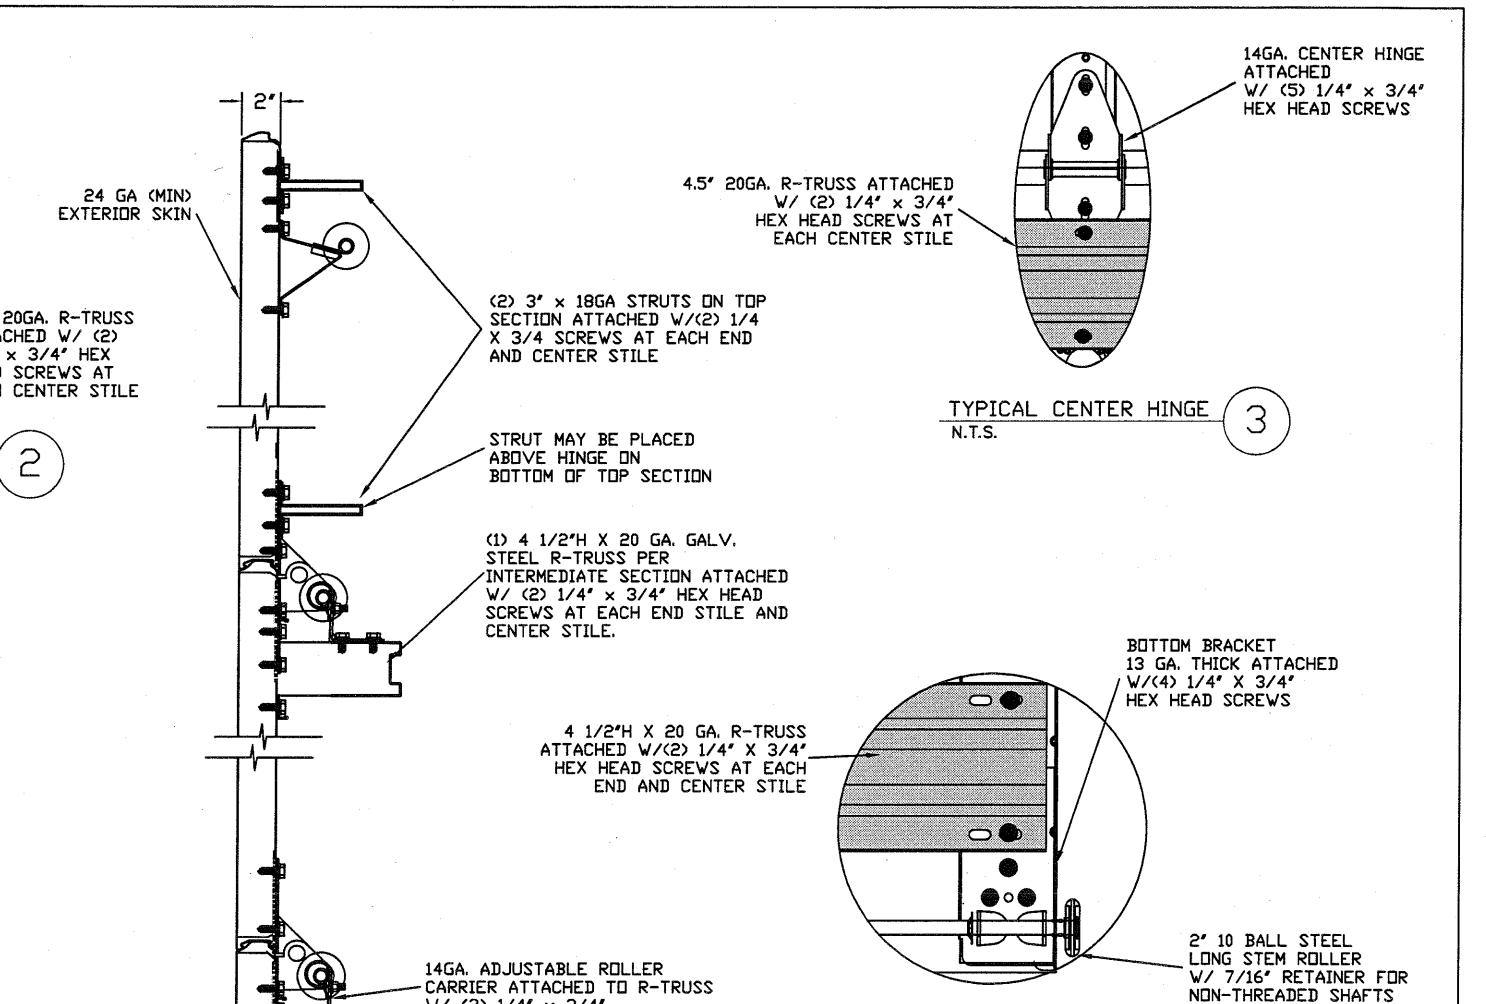 2"
24 GA (MIN)
EXTERIOR SKIN
20GA. R-TRUSS
W/ (2)
x 3/4" HEX
SCREWS AT
CENTER STILE
2
(2) 3" x 18GA STRUTS ON TOP
SECTION ATTACHED W/(2) 1/4
X 3/4 SCREWS AT EACH END
AND CENTER STILE
STRUT MAY BE PLACED
ABOVE HINGE ON
BOTTOM OF TOP SECTION
(1) 4 1/2"H X 20 GA. GALV.
STEEL R-TRUSS PER
INTERMEDIATE SECTION ATTACHED
W/ (2) 1/4" x 3/4" HEX HEAD
SCREWS AT EACH END STILE AND
CENTER STILE.
14GA. ADJUSTABLE ROLLER
CARRIER ATTACHED TO R-TRUSS
14GA. CENTER HINGE
ATTACHED
W/ (5) 1/4" x 3/4"
HEX HEAD SCREWS
4.5" 20GA. R-TRUSS ATTACHED
W/ (2) 1/4" x 3/4"
HEX HEAD SCREWS AT
EACH CENTER STILE
TYPICAL CENTER HINGE
N.T.S.
3
BOTTOM BRACKET
13 GA. THICK ATTACHED
W/(4) 1/4" X 3/4"
HEX HEAD SCREWS
4 1/2"H X 20 GA. R-TRUSS
ATTACHED W/(2) 1/4" X 3/4"
HEX HEAD SCREWS AT EACH
END AND CENTER STILE
2" 10 BALL STEEL
LONG STEM ROLLER
W/ 7/16" RETAINER FOR
NON-THREADED SHAFTS